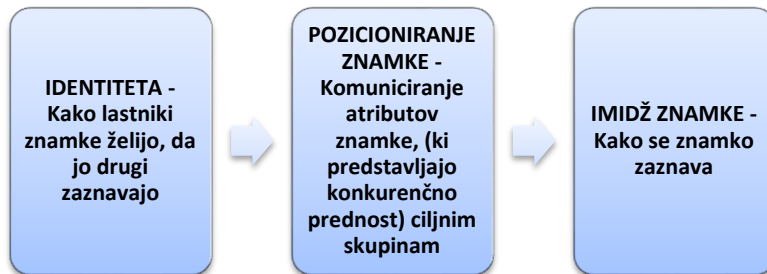 IDENTITETA -
Kako lastniki
znamke želijo, da
jo drugi
zaznavajo
POZICIONIRANJE
ZNAMKE -
Komuniciranje
atributov
znamke, (ki
predstavljajo
konkurenčno
prednost) ciljnim
skupinam
IMIDŽ ZNAMKE -
Kako se znamko
zaznava